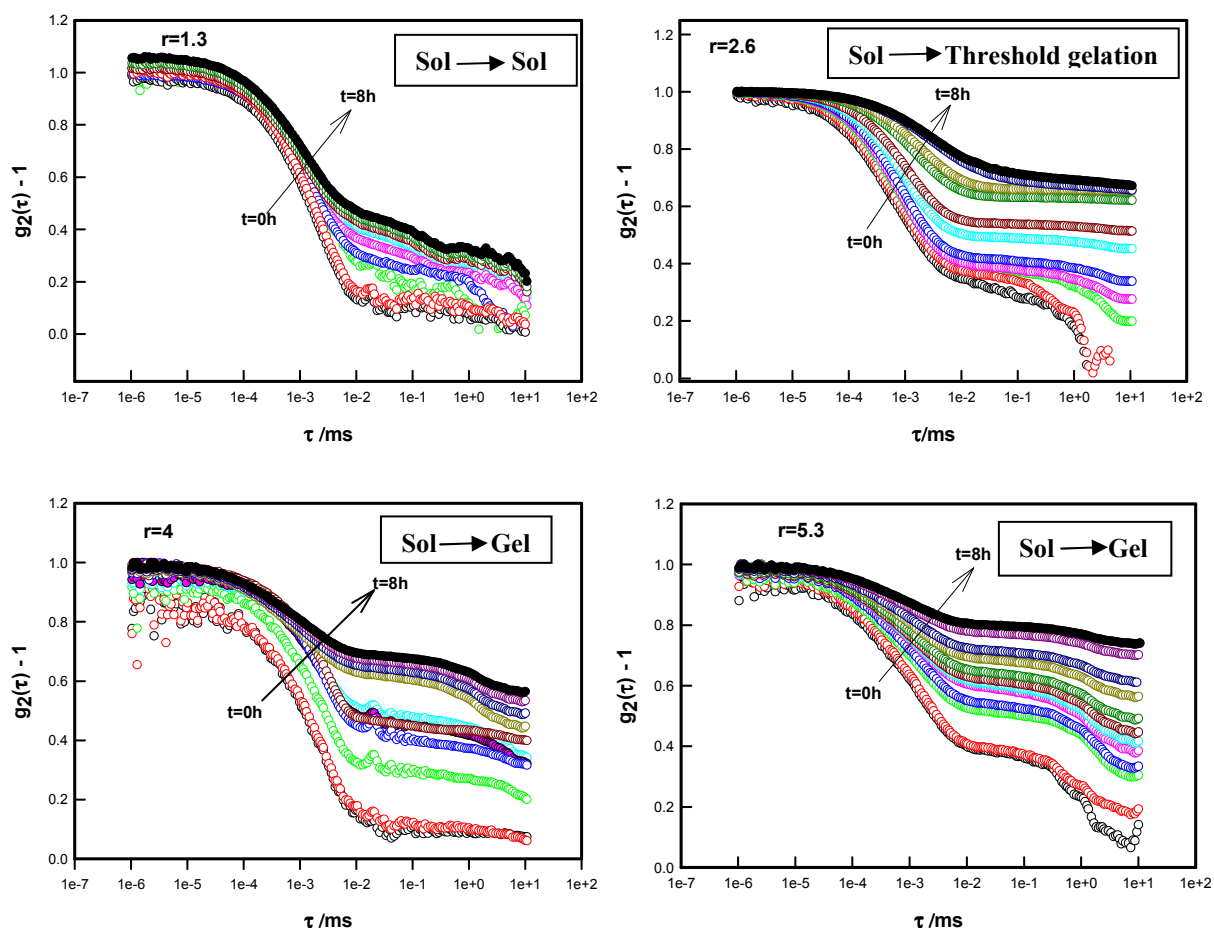 r=1.3
Sol → Sol
t=8h
t=0h
g2(τ) - 1
1.2
1.0
0.8
0.6
0.4
0.2
0.0
1e-7 1e-6 1e-5 1e-4 1e-3 1e-2 1e-1 1e+0 1e+1 1e+2
τ /ms
r=2.6
Sol → Threshold gelation
t=8h
t=0h
g2(τ) - 1
1.2
1.0
0.8
0.6
0.4
0.2
0.0
1e-7 1e-6 1e-5 1e-4 1e-3 1e-2 1e-1 1e+0 1e+1 1e+2
τ/ms
r=4
Sol → Gel
t=8h
t=0h
g2(τ) - 1
1.2
1.0
0.8
0.6
0.4
0.2
0.0
1e-7 1e-6 1e-5 1e-4 1e-3 1e-2 1e-1 1e+0 1e+1 1e+2
τ /ms
r=5.3
Sol → Gel
t=8h
t=0h
g2(τ) - 1
1.2
1.0
0.8
0.6
0.4
0.2
0.0
1e-7 1e-6 1e-5 1e-4 1e-3 1e-2 1e-1 1e+0 1e+1 1e+2
τ /ms